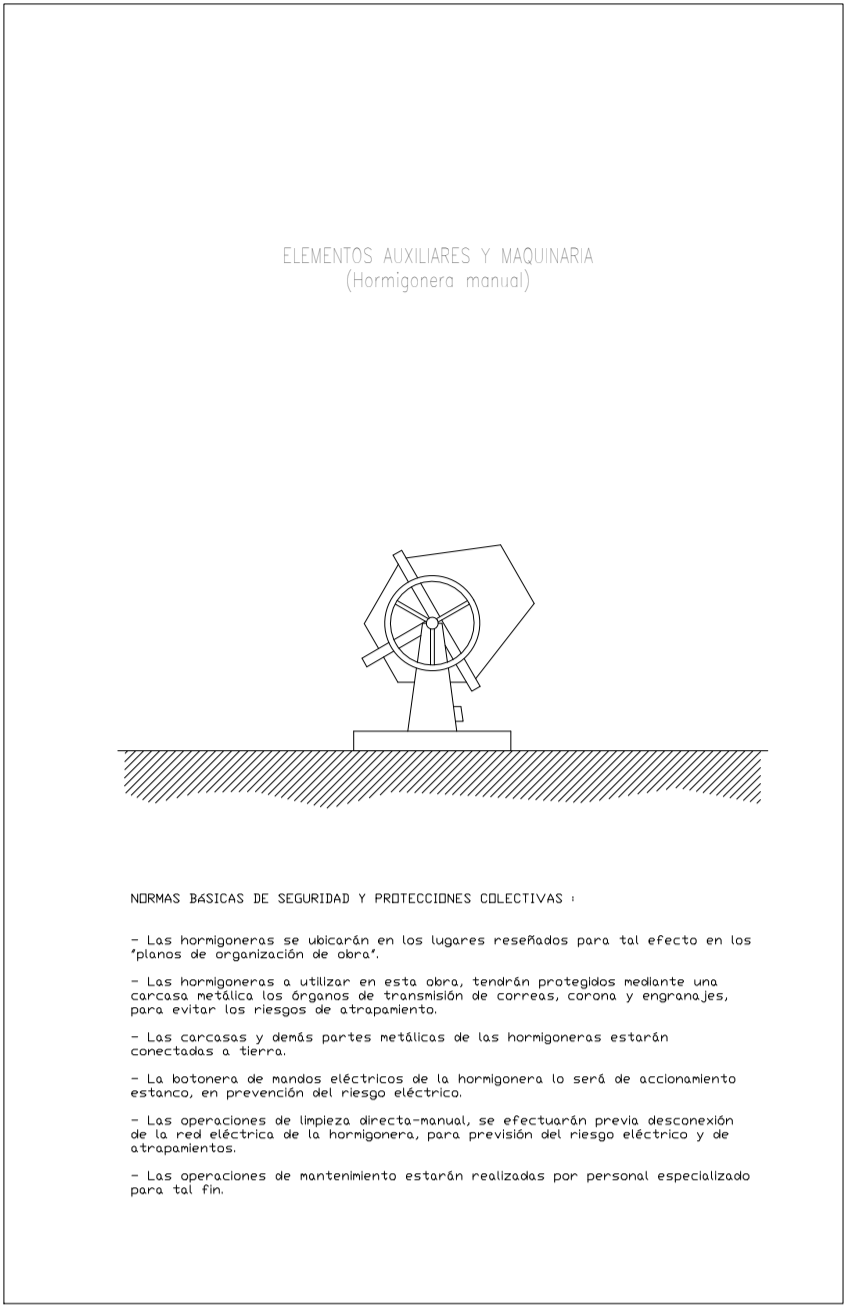 ELEMENTOS AUXILIARES Y MAQUINARIA
(Hormigonera manual)
NORMAS BÁSICAS DE SEGURIDAD Y PROTECCIONES COLECTIVAS :
- Las hormigoneras se ubicarán en los lugares reseñados para tal efecto en los
"planos de organización de obra".
- Las hormigoneras a utilizar en esta obra, tendrán protegidos mediante una
carcasa metálica los órganos de transmisión de correas, corona y engranajes,
para evitar los riesgos de atrapamiento.
- Las carcasas y demás partes metálicas de las hormigoneras estarán
conectadas a tierra.
- La botonera de mandos eléctricos de la hormigonera lo será de accionamiento
estanco, en prevención del riesgo eléctrico.
- Las operaciones de limpieza directa-manual, se efectuarán previa desconexión
de la red eléctrica de la hormigonera, para previsión del riesgo eléctrico y de
atrapamientos.
- Las operaciones de mantenimiento estarán realizadas por personal especializado
para tal fin.